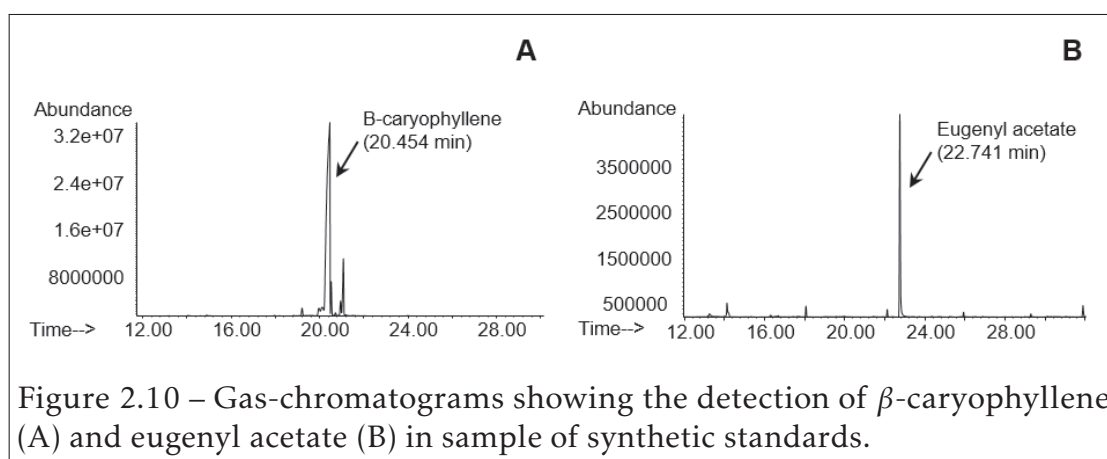 A
Abundance
3.2e+07
2.4e+07
1.6e+07
8000000
B-caryophyllene
(20.454 min)
Time-->
12.00 16.00 20.00 24.00 28.00
B
Abundance
3500000
2500000
1500000
500000
Eugenyl acetate
(22.741 min)
Time-->
12.00 16.00 20.00 24.00 28.00
Figure 2.10 – Gas-chromatograms showing the detection of β-caryophyllene
(A) and eugenyl acetate (B) in sample of synthetic standards.